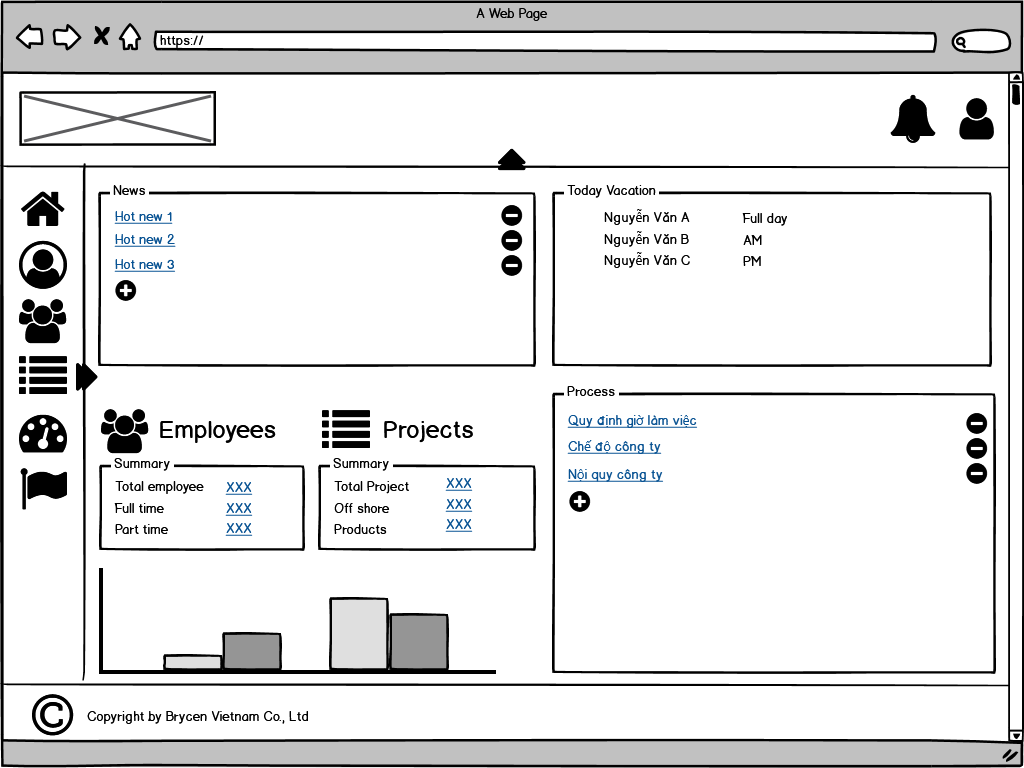 A Web Page
https://
News
Hot new 1
Hot new 2
Hot new 3
Today Vacation
Nguyễn Văn A Full day
Nguyễn Văn B AM
Nguyễn Văn C PM
Employees
Summary
Total employee XXX
Full time XXX
Part time XXX
Projects
Summary
Total Project XXX
Off shore XXX
Products XXX
Process
Quy định giờ làm việc
Chế độ công ty
Nội quy công ty
© Copyright by Brycen Vietnam Co., Ltd